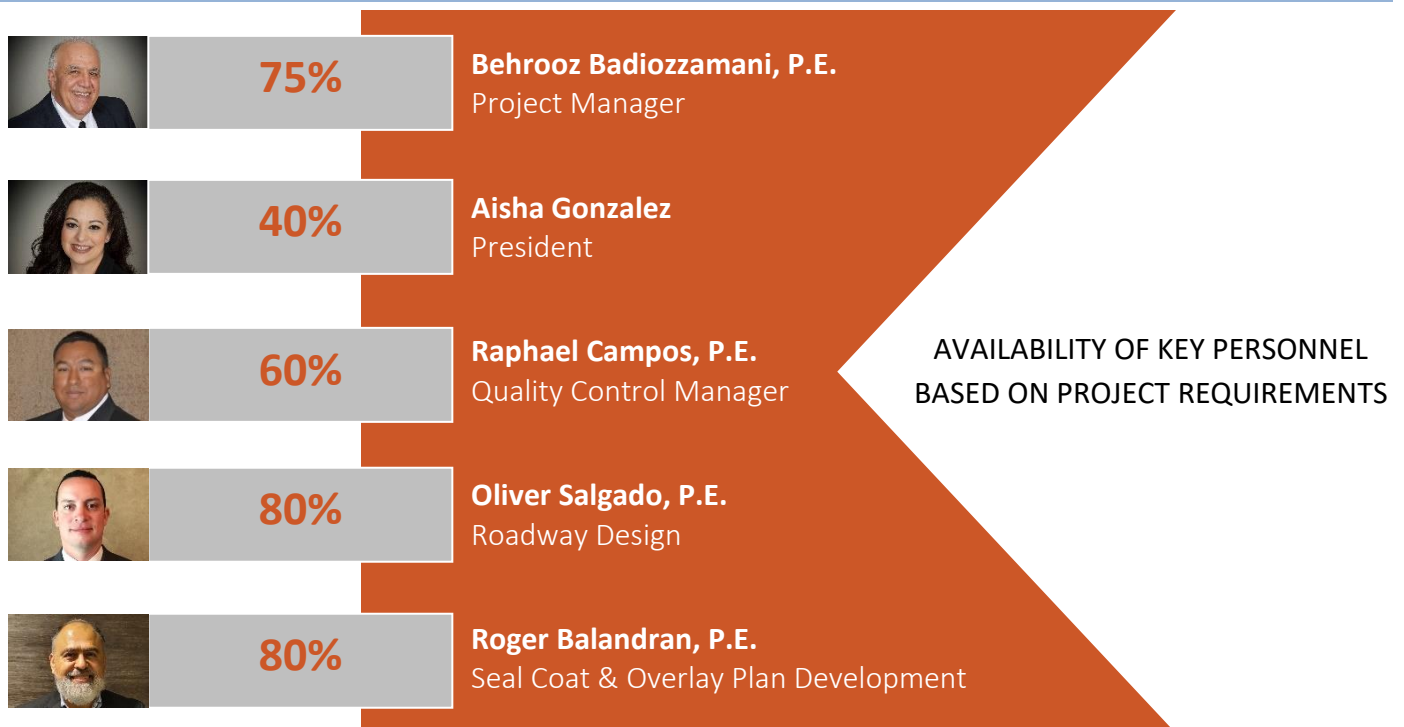 75%
Behrooz Badiozzamani, P.E.
Project Manager
40%
Aisha Gonzalez
President
60%
Raphael Campos, P.E.
Quality Control Manager
AVAILABILITY OF KEY PERSONNEL
BASED ON PROJECT REQUIREMENTS
80%
Oliver Salgado, P.E.
Roadway Design
80%
Roger Balandran, P.E.
Seal Coat & Overlay Plan Development